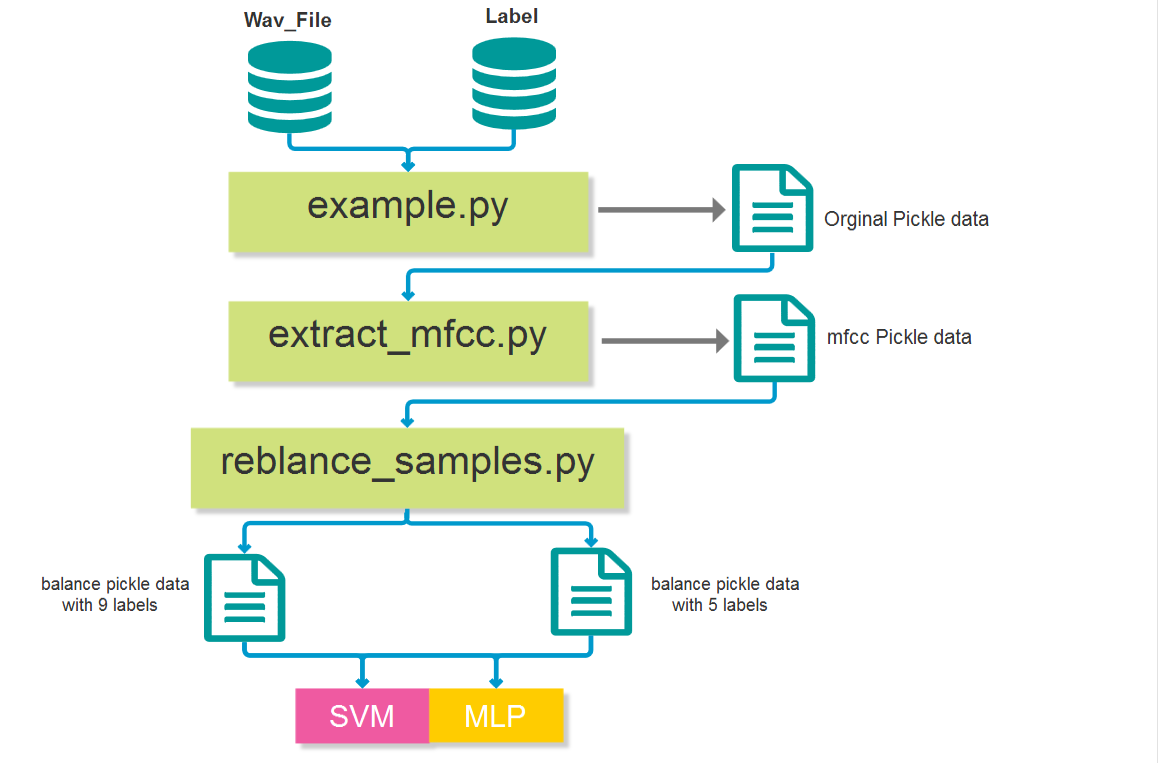 Wav_File
Label
example.py
Orginal Pickle data
extract_mfcc.py
mfcc Pickle data
reblance_samples.py
balance pickle data
with 9 labels
balance pickle data
with 5 labels
SVM
MLP